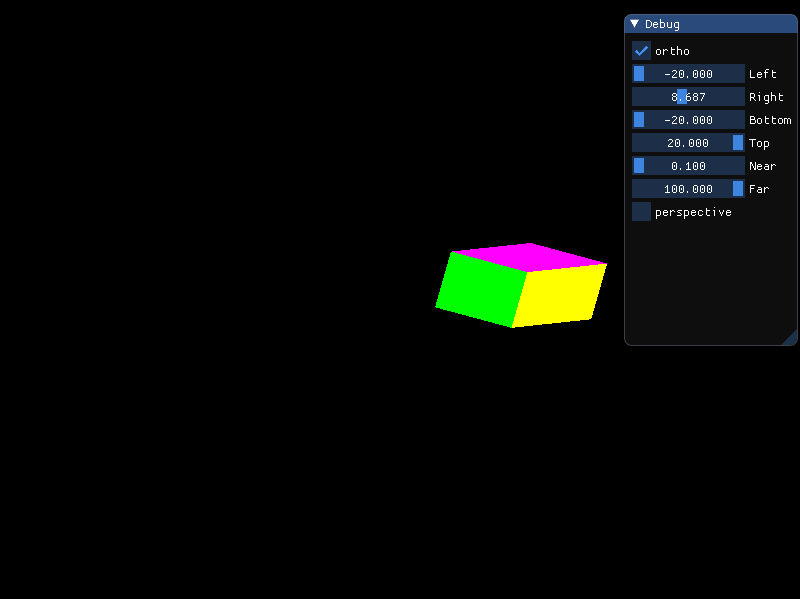 Debug
ortho
-20.000 Left
8.687 Right
-20.000 Bottom
20.000 Top
0.100 Near
100.000 Far
perspective